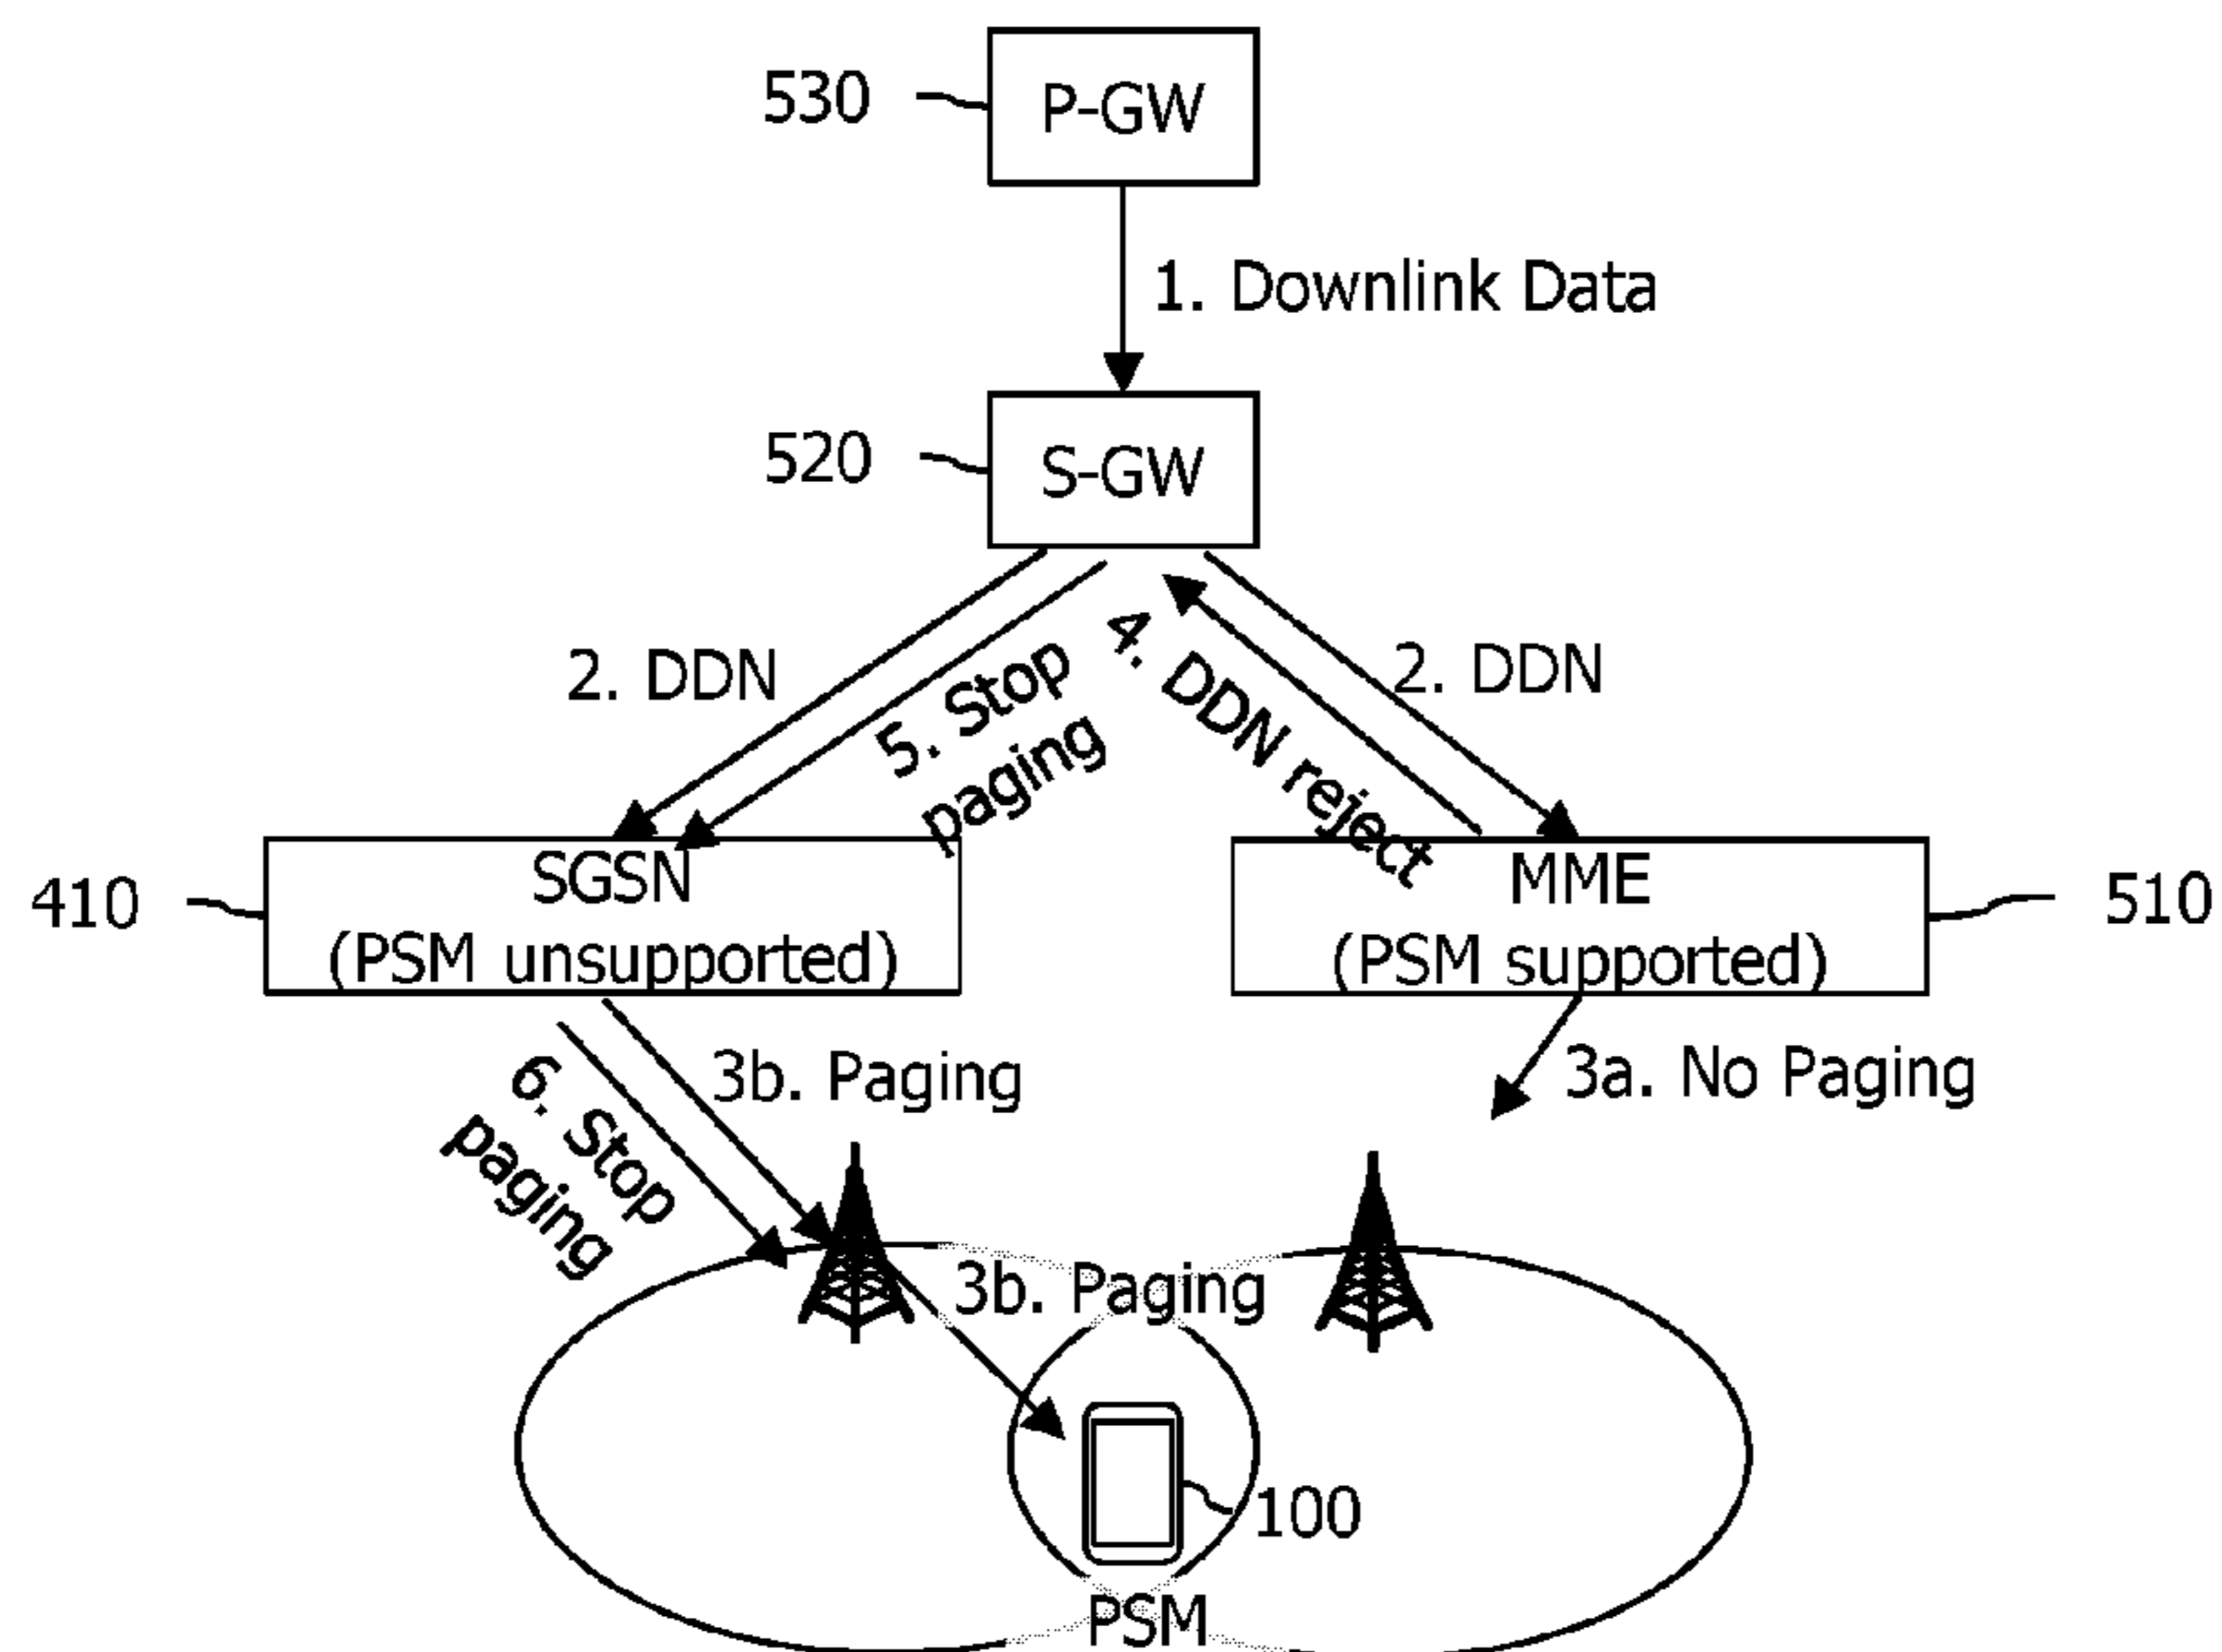 530
P-GW
1. Downlink Data
520
S-GW
2. DDN
5. Stop
paging
4. DDN reject
2. DDN
410
SGSN
(PSM unsupported)
MME
(PSM supported)
510
6. Stop
paging
3b. Paging
3a. No Paging
3b. Paging
100
PSM